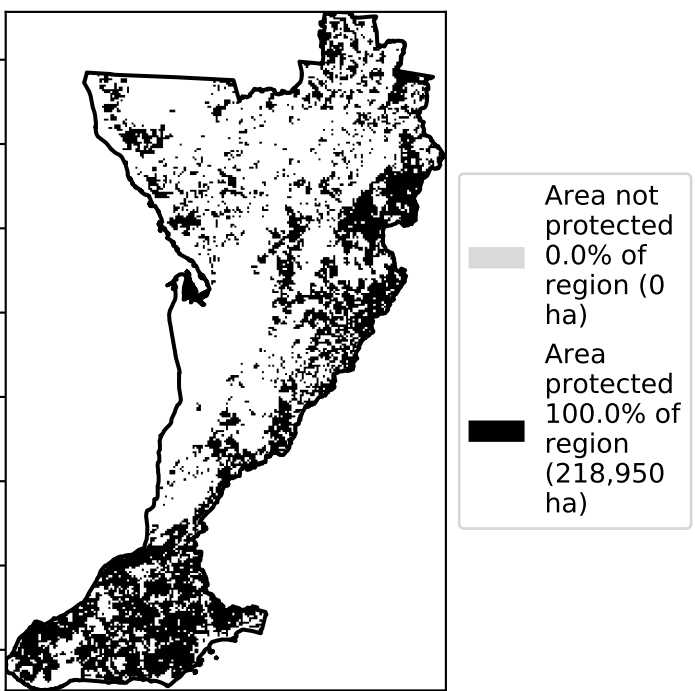 Area not
protected
0.0% of
region (0
ha)
Area
protected
100.0% of
region
(218,950
ha)